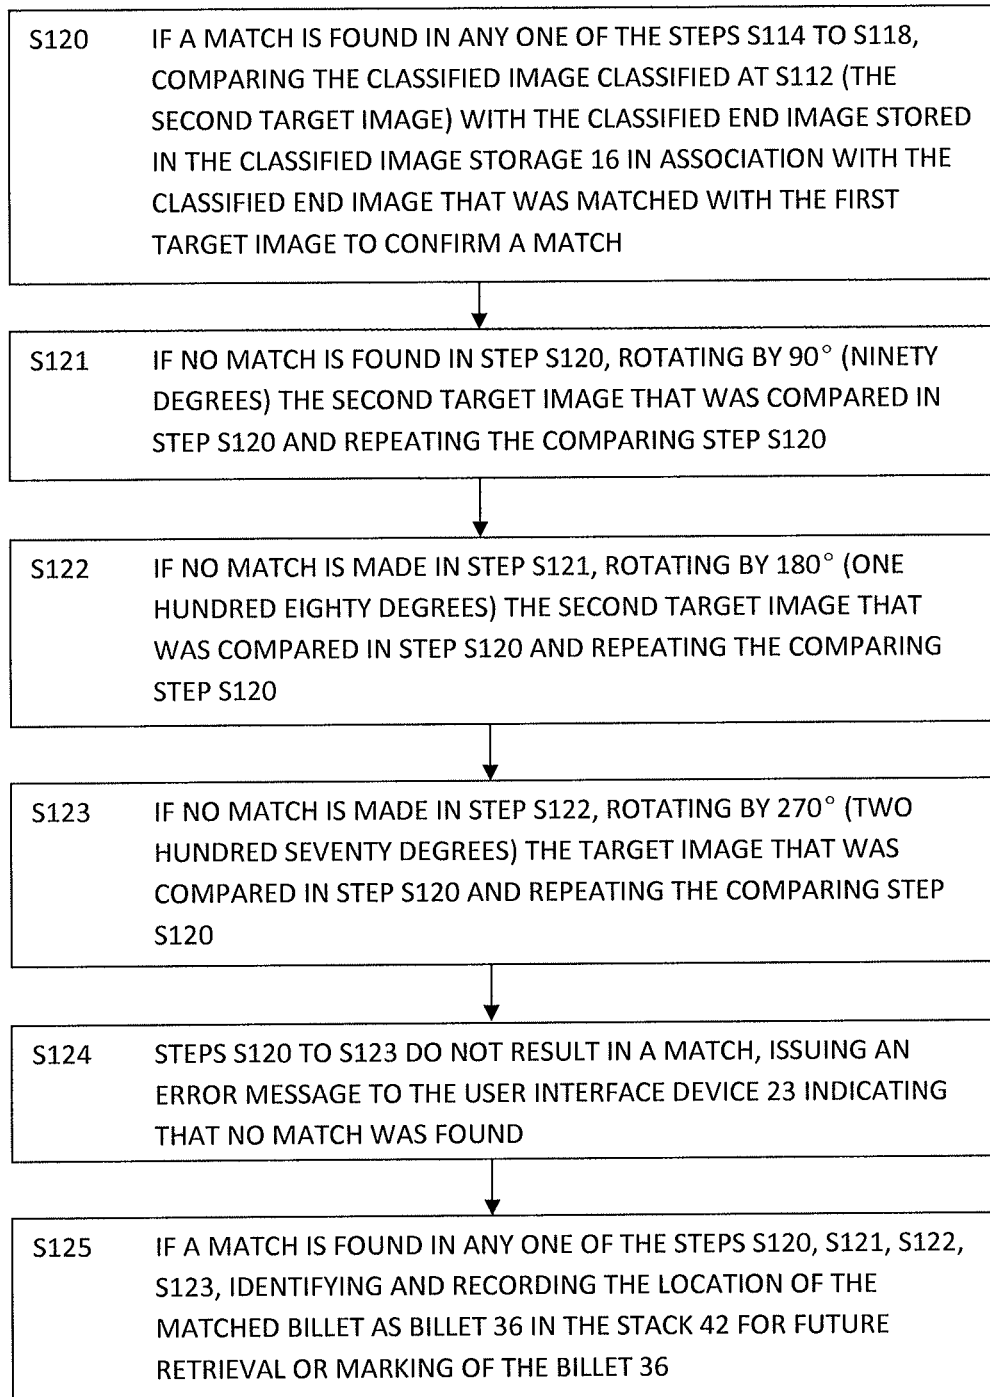 S120 IF A MATCH IS FOUND IN ANY ONE OF THE STEPS S114 TO S118,
COMPARING THE CLASSIFIED IMAGE CLASSIFIED AT S112 (THE
SECOND TARGET IMAGE) WITH THE CLASSIFIED END IMAGE STORED
IN THE CLASSIFIED IMAGE STORAGE 16 IN ASSOCIATION WITH THE
CLASSIFIED END IMAGE THAT WAS MATCHED WITH THE FIRST
TARGET IMAGE TO CONFIRM A MATCH
S121 IF NO MATCH IS FOUND IN STEP S120, ROTATING BY 90° (NINETY
DEGREES) THE SECOND TARGET IMAGE THAT WAS COMPARED IN
STEP S120 AND REPEATING THE COMPARING STEP S120
S122 IF NO MATCH IS MADE IN STEP S121, ROTATING BY 180° (ONE
HUNDRED EIGHTY DEGREES) THE SECOND TARGET IMAGE THAT
WAS COMPARED IN STEP S120 AND REPEATING THE COMPARING
STEP S120
S123 IF NO MATCH IS MADE IN STEP S122, ROTATING BY 270° (TWO
HUNDRED SEVENTY DEGREES) THE TARGET IMAGE THAT WAS
COMPARED IN STEP S120 AND REPEATING THE COMPARING STEP
S120
S124 STEPS S120 TO S123 DO NOT RESULT IN A MATCH, ISSUING AN
ERROR MESSAGE TO THE USER INTERFACE DEVICE 23 INDICATING
THAT NO MATCH WAS FOUND
S125 IF A MATCH IS FOUND IN ANY ONE OF THE STEPS S120, S121, S122,
S123, IDENTIFYING AND RECORDING THE LOCATION OF THE
MATCHED BILLET AS BILLET 36 IN THE STACK 42 FOR FUTURE
RETRIEVAL OR MARKING OF THE BILLET 36